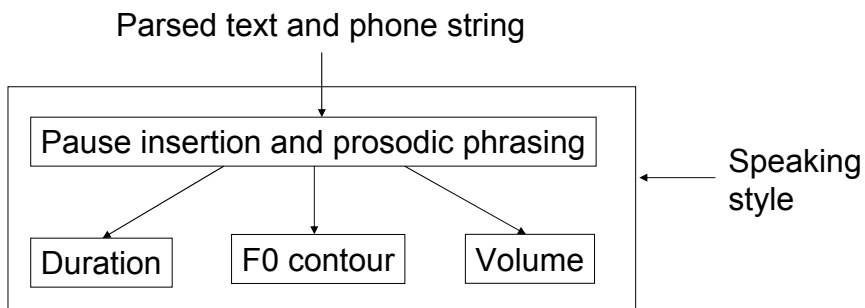 Parsed text and phone string
Pause insertion and prosodic phrasing
Speaking
style
Duration
F0 contour
Volume